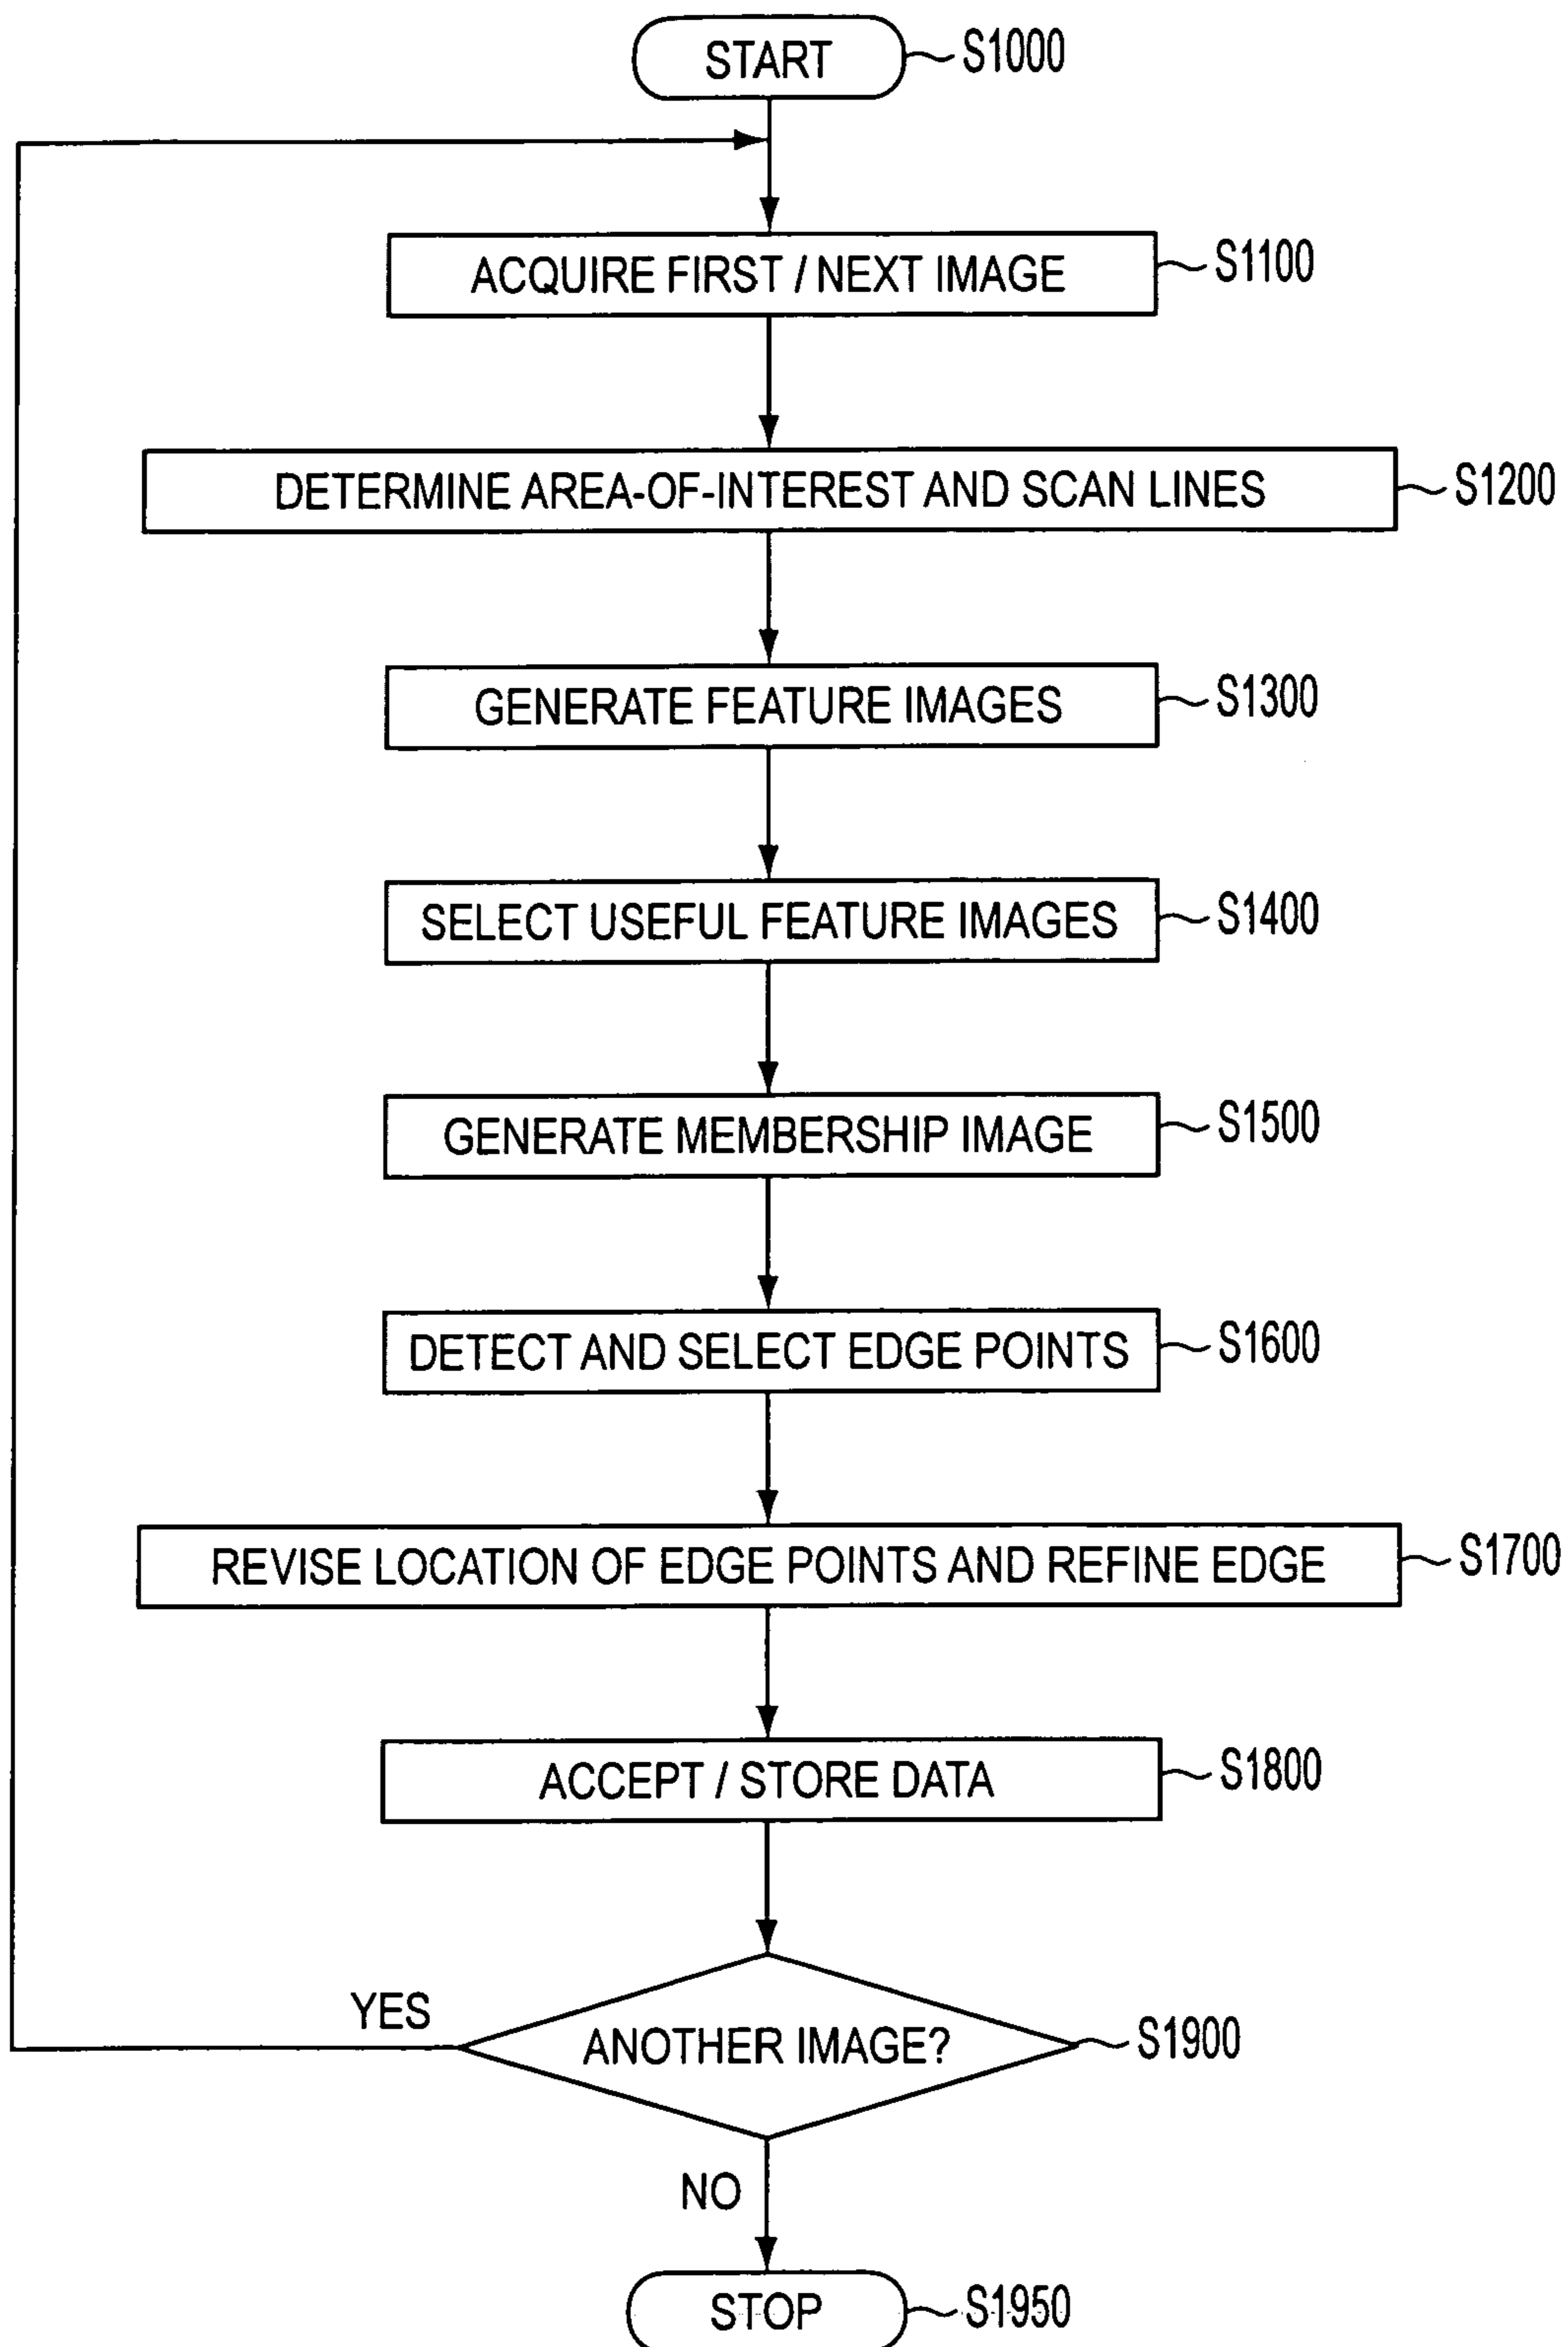 START S1000
ACQUIRE FIRST / NEXT IMAGE S1100
DETERMINE AREA-OF-INTEREST AND SCAN LINES S1200
GENERATE FEATURE IMAGES S1300
SELECT USEFUL FEATURE IMAGES S1400
GENERATE MEMBERSHIP IMAGE S1500
DETECT AND SELECT EDGE POINTS S1600
REVISE LOCATION OF EDGE POINTS AND REFINE EDGE S1700
ACCEPT / STORE DATA S1800
YES
ANOTHER IMAGE? S1900
NO
STOP S1950